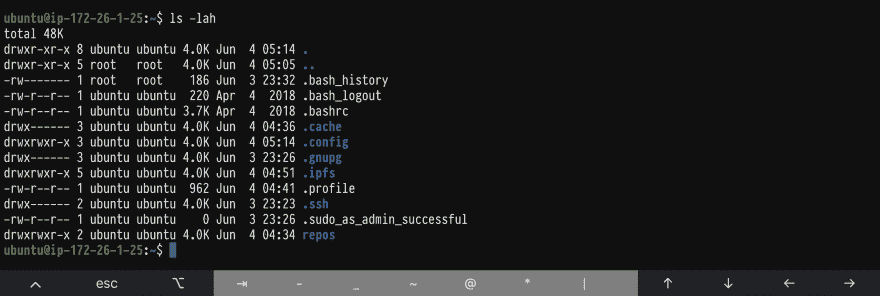 ubuntu@ip-172-26-1-25:~$ ls -lah
total 48K
drwxr-xr-x 8 ubuntu ubuntu 4.0K Jun  4 05:14 .
drwxr-xr-x 5 root   root   4.0K Jun  4 05:05 ..
-rw------- 1 root   root    186 Jun  3 23:32 .bash_history
-rw-r--r-- 1 ubuntu ubuntu  220 Apr  4  2018 .bash_logout
-rw-r--r-- 1 ubuntu ubuntu 3.7K Apr  4  2018 .bashrc
drwx------ 3 ubuntu ubuntu 4.0K Jun  4 04:36 .cache
drwxrwxr-x 3 ubuntu ubuntu 4.0K Jun  4 05:14 .config
drwx------ 3 ubuntu ubuntu 4.0K Jun  3 23:26 .gnupg
drwxrwxr-x 5 ubuntu ubuntu 4.0K Jun  4 04:51 .ipfs
-rw-r--r-- 1 ubuntu ubuntu  962 Jun  4 04:41 .profile
drwx------ 2 ubuntu ubuntu 4.0K Jun  3 23:23 .ssh
-rw-r--r-- 1 ubuntu ubuntu    0 Jun  3 23:26 .sudo_as_admin_successful
drwxrwxr-x 2 ubuntu ubuntu 4.0K Jun  4 04:34 repos
ubuntu@ip-172-26-1-25:~$
^ esc ⌥ ⇥ - _ ~ @ * | ↑ ↓ ← →